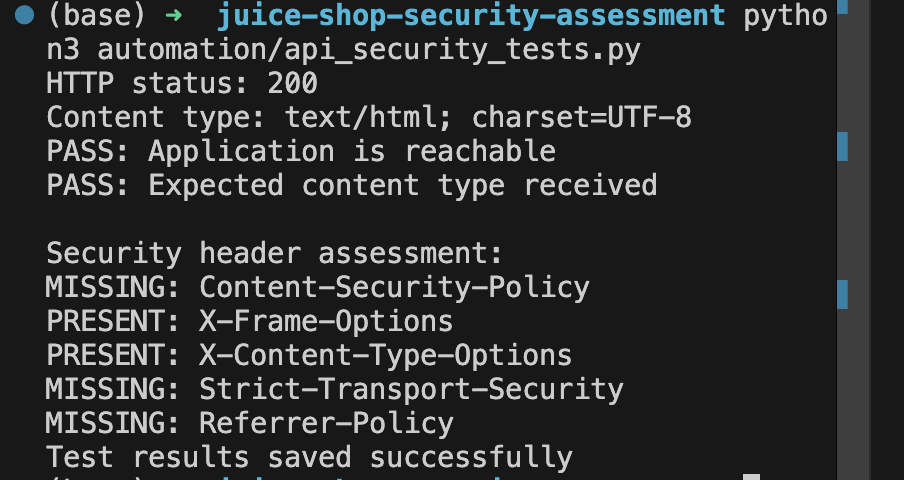 (base) → juice-shop-security-assessment pytho
n3 automation/api_security_tests.py
HTTP status: 200
Content type: text/html; charset=UTF-8
PASS: Application is reachable
PASS: Expected content type received
Security header assessment:
MISSING: Content-Security-Policy
PRESENT: X-Frame-Options
PRESENT: X-Content-Type-Options
MISSING: Strict-Transport-Security
MISSING: Referrer-Policy
Test results saved successfully